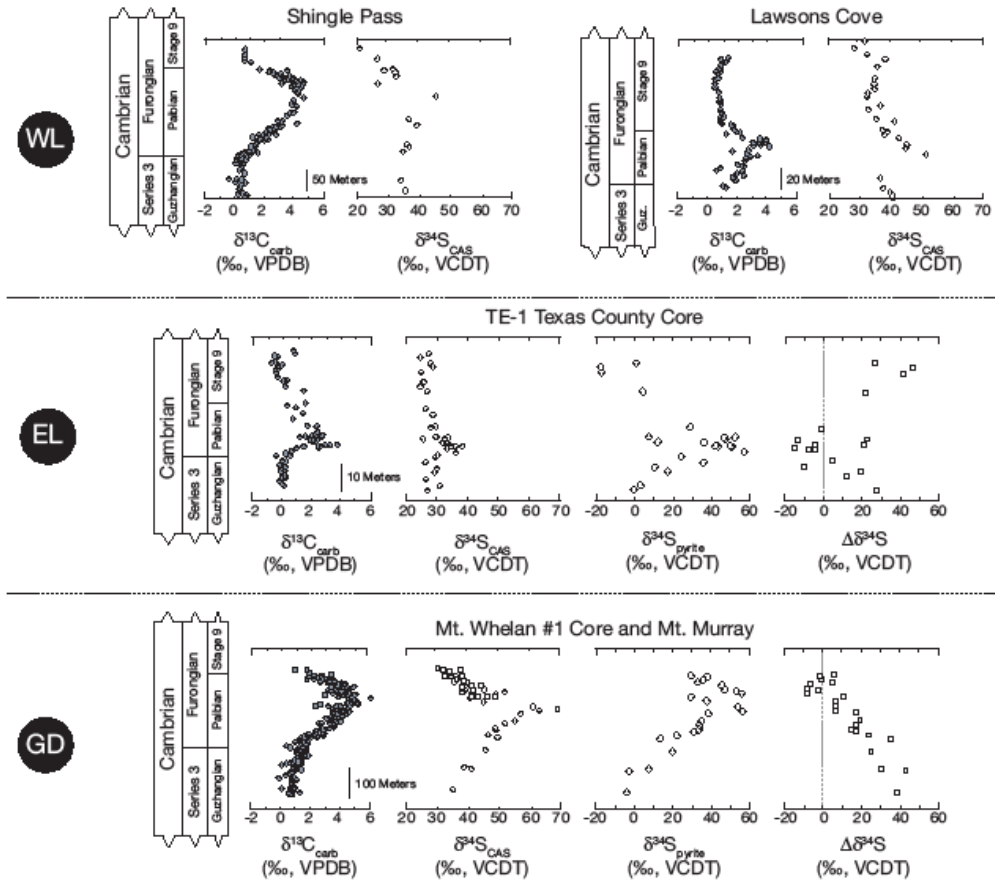 Shingle Pass
Lawsons Cove
WL
Cambrian
Series 3
Furongian
Guzhangian
Paibian
Stage 9
50 Meters
-2 0 2 4 6
20 30 40 50 60 70
δ¹³Ccarb
(‰, VPDB)
δ³⁴SCAS
(‰, VCDT)
Cambrian
Series 3
Furongian
Guz.
Paibian
Stage 9
20 Meters
-2 0 2 4 6
20 30 40 50 60 70
δ¹³Ccarb
(‰, VPDB)
δ³⁴SCAS
(‰, VCDT)
TE-1 Texas County Core
EL
Cambrian
Series 3
Furongian
Guzhangian
Paibian
Stage 9
10 Meters
-2 0 2 4 6
20 30 40 50 60 70
-20 0 20 40 60
-20 0 20 40 60
δ¹³Ccarb
(‰, VPDB)
δ³⁴SCAS
(‰, VCDT)
δ³⁴Spyrite
(‰, VCDT)
Δδ³⁴S
(‰, VCDT)
Mt. Whelan #1 Core and Mt. Murray
GD
Cambrian
Series 3
Furongian
Guzhangian
Paibian
Stage 9
100 Meters
-2 0 2 4 6
20 30 40 50 60 70
-20 0 20 40 60
-20 0 20 40 60
δ¹³Ccarb
(‰, VPDB)
δ³⁴SCAS
(‰, VCDT)
δ³⁴Spyrite
(‰, VCDT)
Δδ³⁴S
(‰, VCDT)